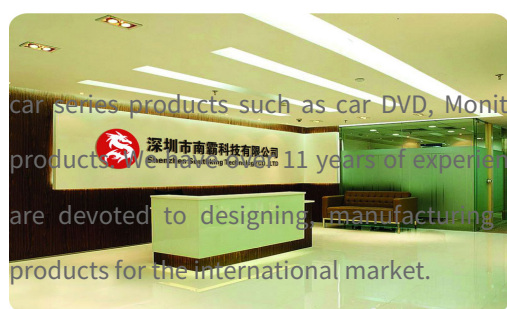 car series products such as car DVD, Monit
深圳市南霸科技有限公司
products. We have over 11 years of experien
are devoted to designing, manufacturing
products for the international market.